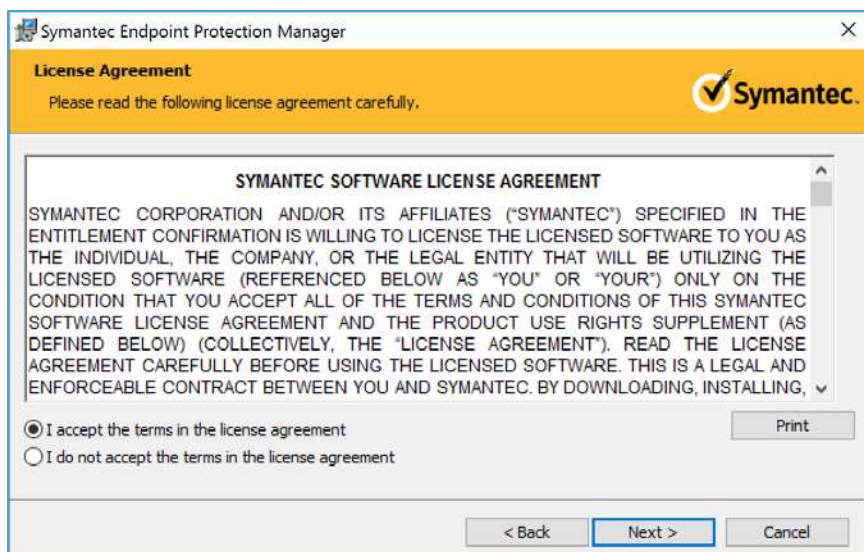 Symantec Endpoint Protection Manager
License Agreement
Please read the following license agreement carefully.
Symantec.
SYMANTEC SOFTWARE LICENSE AGREEMENT
SYMANTEC CORPORATION AND/OR ITS AFFILIATES (“SYMANTEC”) SPECIFIED IN THE
ENTITLEMENT CONFIRMATION IS WILLING TO LICENSE THE LICENSED SOFTWARE TO YOU AS
THE INDIVIDUAL, THE COMPANY, OR THE LEGAL ENTITY THAT WILL BE UTILIZING THE
LICENSED SOFTWARE (REFERENCED BELOW AS “YOU” OR “YOUR”) ONLY ON THE
CONDITION THAT YOU ACCEPT ALL OF THE TERMS AND CONDITIONS OF THIS SYMANTEC
SOFTWARE LICENSE AGREEMENT AND THE PRODUCT USE RIGHTS SUPPLEMENT (AS
DEFINED BELOW) (COLLECTIVELY, THE “LICENSE AGREEMENT”). READ THE LICENSE
AGREEMENT CAREFULLY BEFORE USING THE LICENSED SOFTWARE. THIS IS A LEGAL AND
ENFORCEABLE CONTRACT BETWEEN YOU AND SYMANTEC. BY DOWNLOADING, INSTALLING,
I accept the terms in the license agreement
Print
I do not accept the terms in the license agreement
< Back
Next >
Cancel